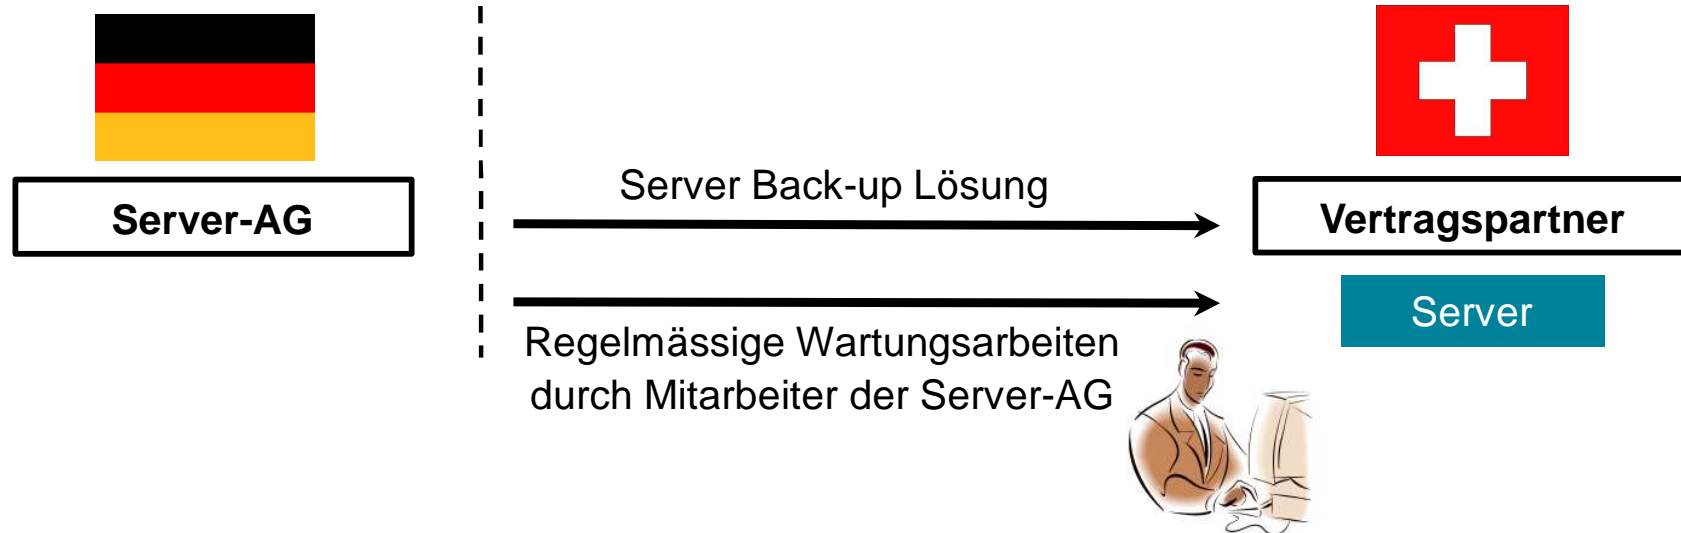 Server-AG
Server Back-up Lösung
Vertragspartner
Server
Regelmässige Wartungsarbeiten
durch Mitarbeiter der Server-AG